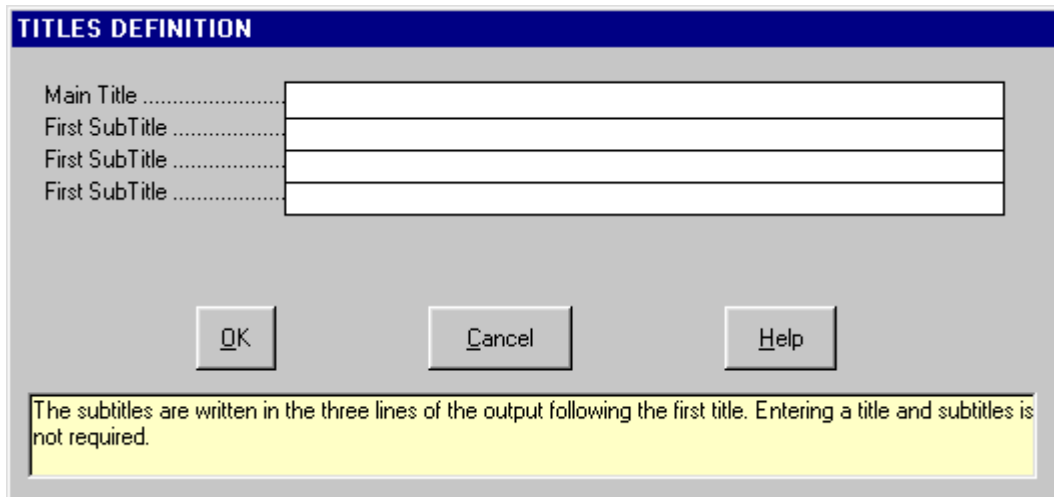 TITLES DEFINITION
Main Title ........................
First SubTitle ...................
First SubTitle ...................
First SubTitle ...................
OK
Cancel
Help
The subtitles are written in the three lines of the output following the first title. Entering a title and subtitles is
not required.